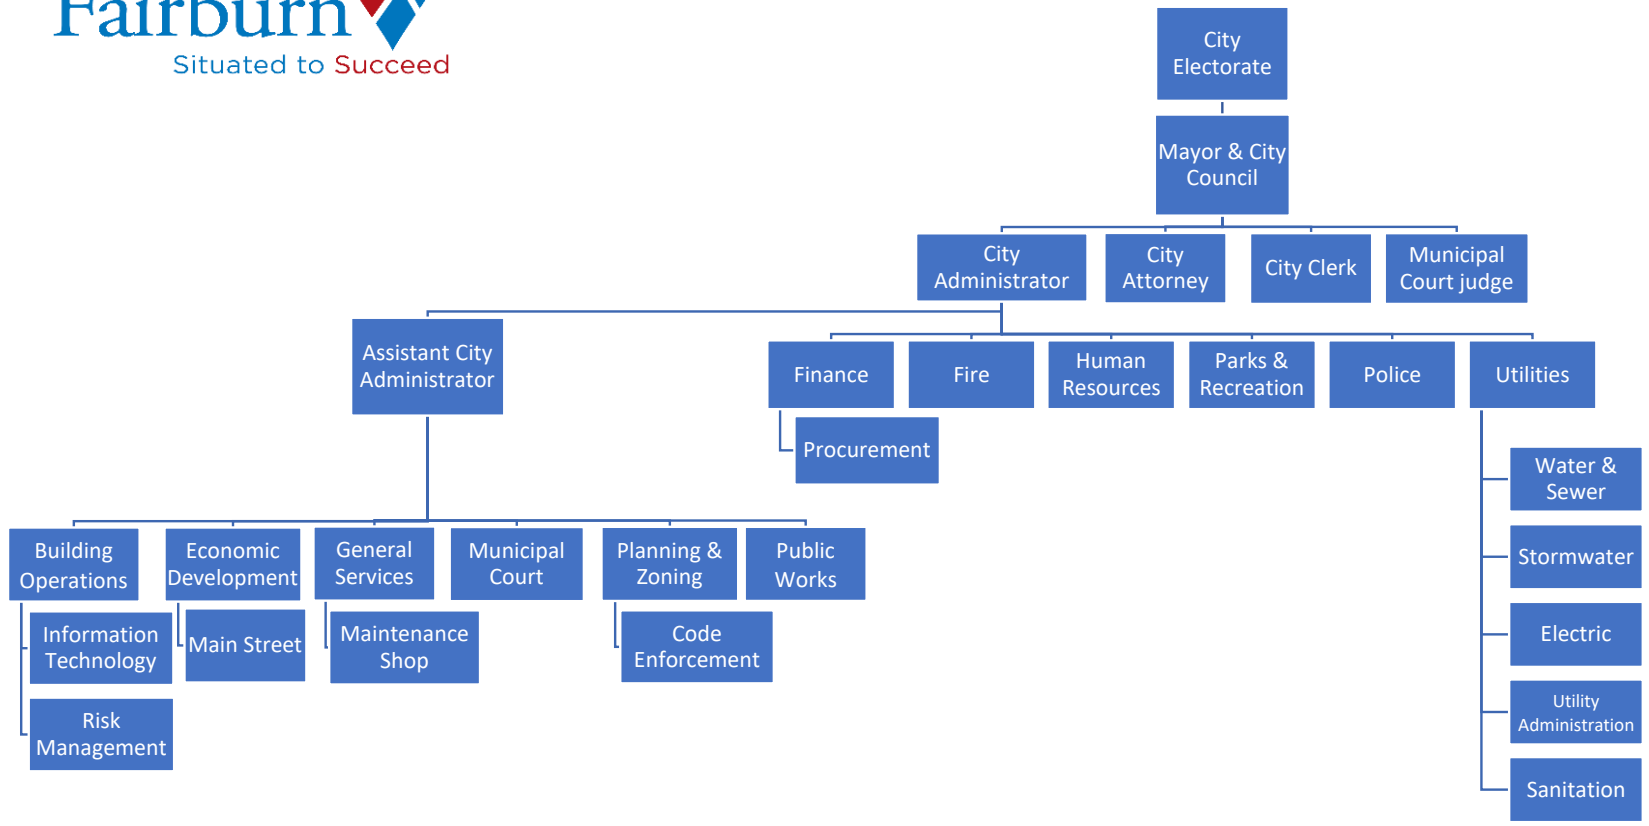 Fairburn
Situated to Succeed
City
Electorate
Mayor & City
Council
City
Administrator
City
Attorney
City Clerk
Municipal
Court judge
Assistant City
Administrator
Finance
Fire
Human
Resources
Parks &
Recreation
Police
Utilities
Procurement
Water &
Sewer
Stormwater
Electric
Utility
Administration
Sanitation
Building
Operations
Economic
Development
General
Services
Municipal
Court
Planning &
Zoning
Public
Works
Information
Technology
Main Street
Maintenance
Shop
Code
Enforcement
Risk
Management